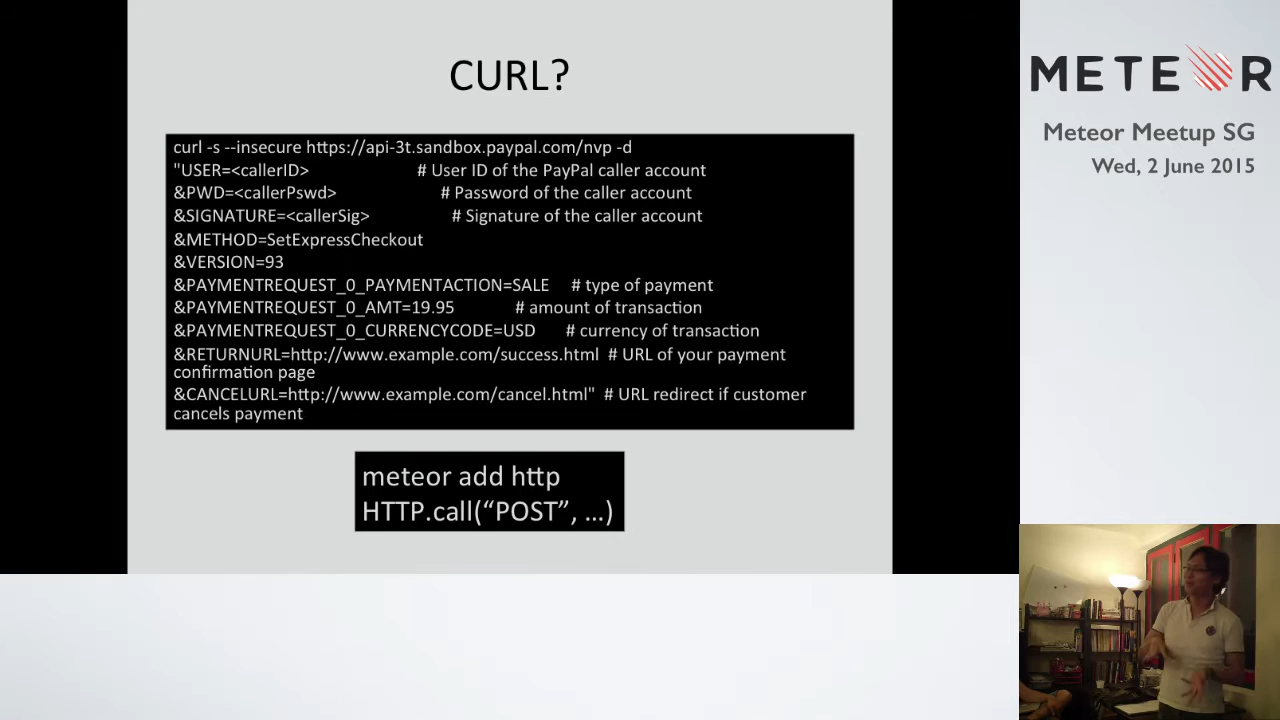 CURL?
curl -s --insecure https://api-3t.sandbox.paypal.com/nvp -d
"USER=<callerID> # User ID of the PayPal caller account
&PWD=<callerPswd> # Password of the caller account
&SIGNATURE=<callerSig> # Signature of the caller account
&METHOD=SetExpressCheckout
&VERSION=93
&PAYMENTREQUEST_0_PAYMENTACTION=SALE # type of payment
&PAYMENTREQUEST_0_AMT=19.95 # amount of transaction
&PAYMENTREQUEST_0_CURRENCYCODE=USD # currency of transaction
&RETURNURL=http://www.example.com/success.html # URL of your payment
confirmation page
&CANCELURL=http://www.example.com/cancel.html" # URL redirect if customer
cancels payment
meteor add http
HTTP.call(“POST”, …)
METEOR
Meteor Meetup SG
Wed, 2 June 2015